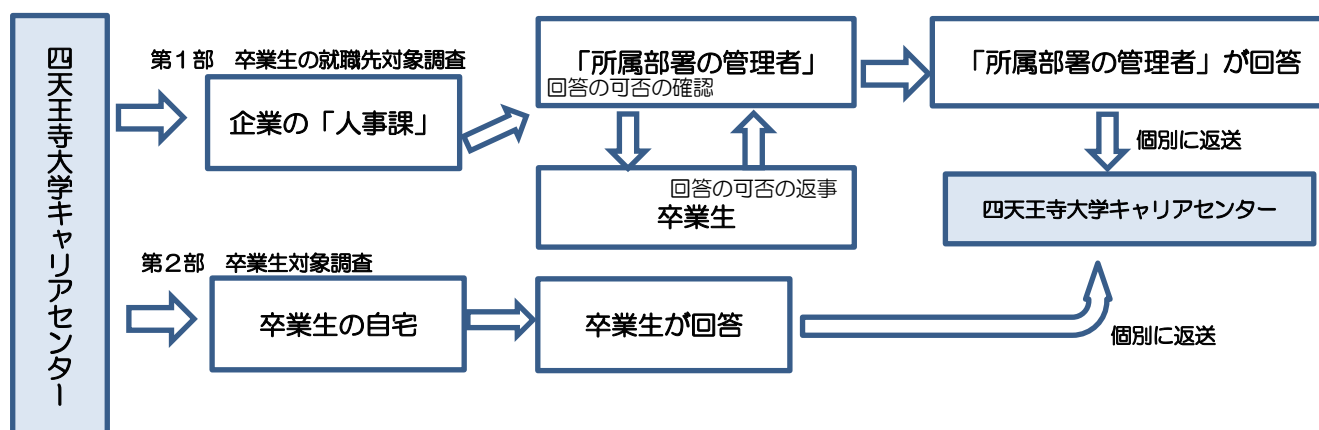 四天王寺大学キャリアセンター
第1部 卒業生の就職先対象調査
企業の「人事課」
「所属部署の管理者」
回答の可否の確認
回答の可否の返事
卒業生
「所属部署の管理者」が回答
個別に返送
四天王寺大学キャリアセンター
第2部 卒業生対象調査
卒業生の自宅
卒業生が回答
個別に返送